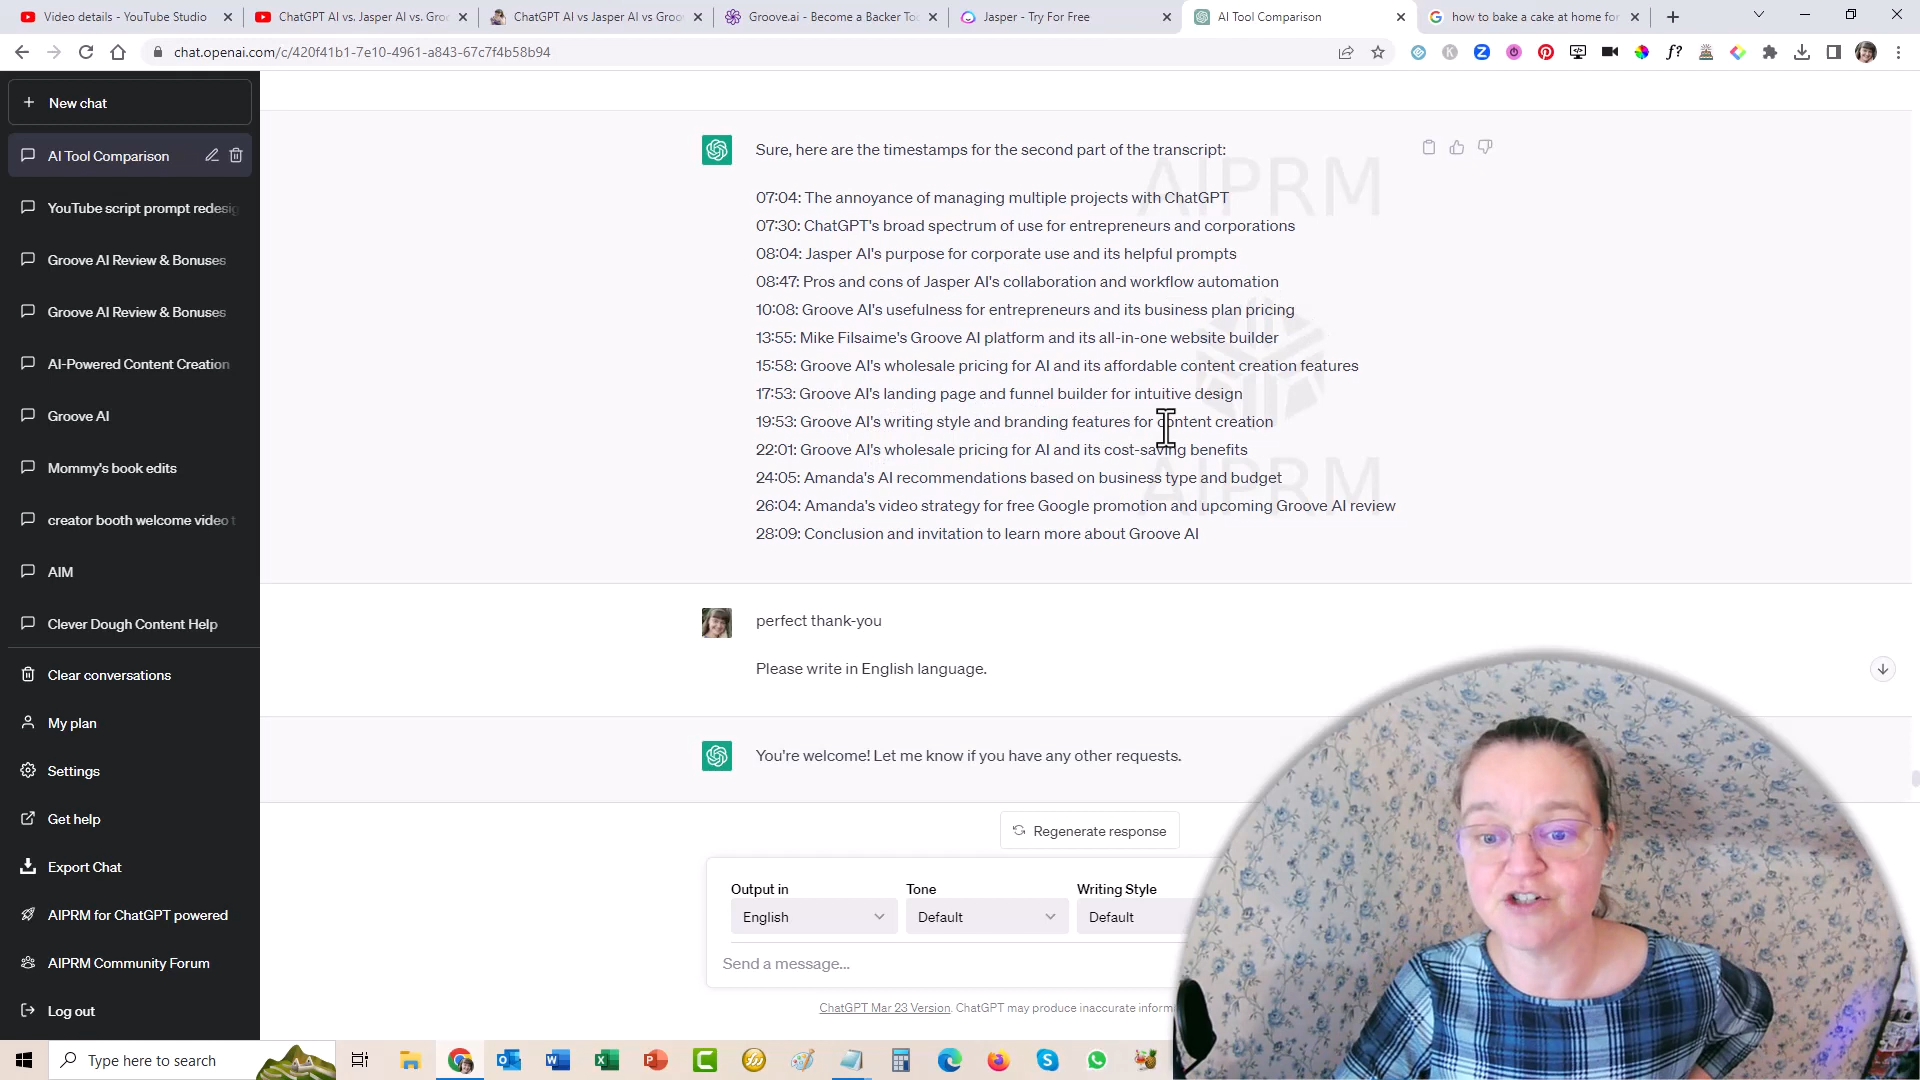 Video details - YouTube Studio
ChatGPT AI vs. Jasper AI vs. Groo
ChatGPT AI vs Jasper AI vs Groov
Groove.ai - Become a Backer Too
Jasper - Try For Free
AI Tool Comparison
how to bake a cake at home for
chat.openai.com/c/420f41b1-7e10-4961-a843-67c7f4b58b94
New chat
AI Tool Comparison
YouTube script prompt redesig
Groove AI Review & Bonuses
Groove AI Review & Bonuses
AI-Powered Content Creation
Groove AI
Mommy's book edits
creator booth welcome video t
AIM
Clever Dough Content Help
Clear conversations
My plan
Settings
Get help
Export Chat
AIPRM for ChatGPT powered
AIPRM Community Forum
Log out
AIPRM
AIPRM
Sure, here are the timestamps for the second part of the transcript:
07:04: The annoyance of managing multiple projects with ChatGPT
07:30: ChatGPT's broad spectrum of use for entrepreneurs and corporations
08:04: Jasper AI's purpose for corporate use and its helpful prompts
08:47: Pros and cons of Jasper AI's collaboration and workflow automation
10:08: Groove AI's usefulness for entrepreneurs and its business plan pricing
13:55: Mike Filsaime's Groove AI platform and its all-in-one website builder
15:58: Groove AI's wholesale pricing for AI and its affordable content creation features
17:53: Groove AI's landing page and funnel builder for intuitive design
19:53: Groove AI's writing style and branding features for content creation
22:01: Groove AI's wholesale pricing for AI and its cost-saving benefits
24:05: Amanda's AI recommendations based on business type and budget
26:04: Amanda's video strategy for free Google promotion and upcoming Groove AI review
28:09: Conclusion and invitation to learn more about Groove AI
perfect thank-you
Please write in English language.
You're welcome! Let me know if you have any other requests.
Regenerate response
Output in
Tone
Writing Style
English
Default
Default
Send a message...
ChatGPT Mar 23 Version. ChatGPT may produce inaccurate inform
Type here to search